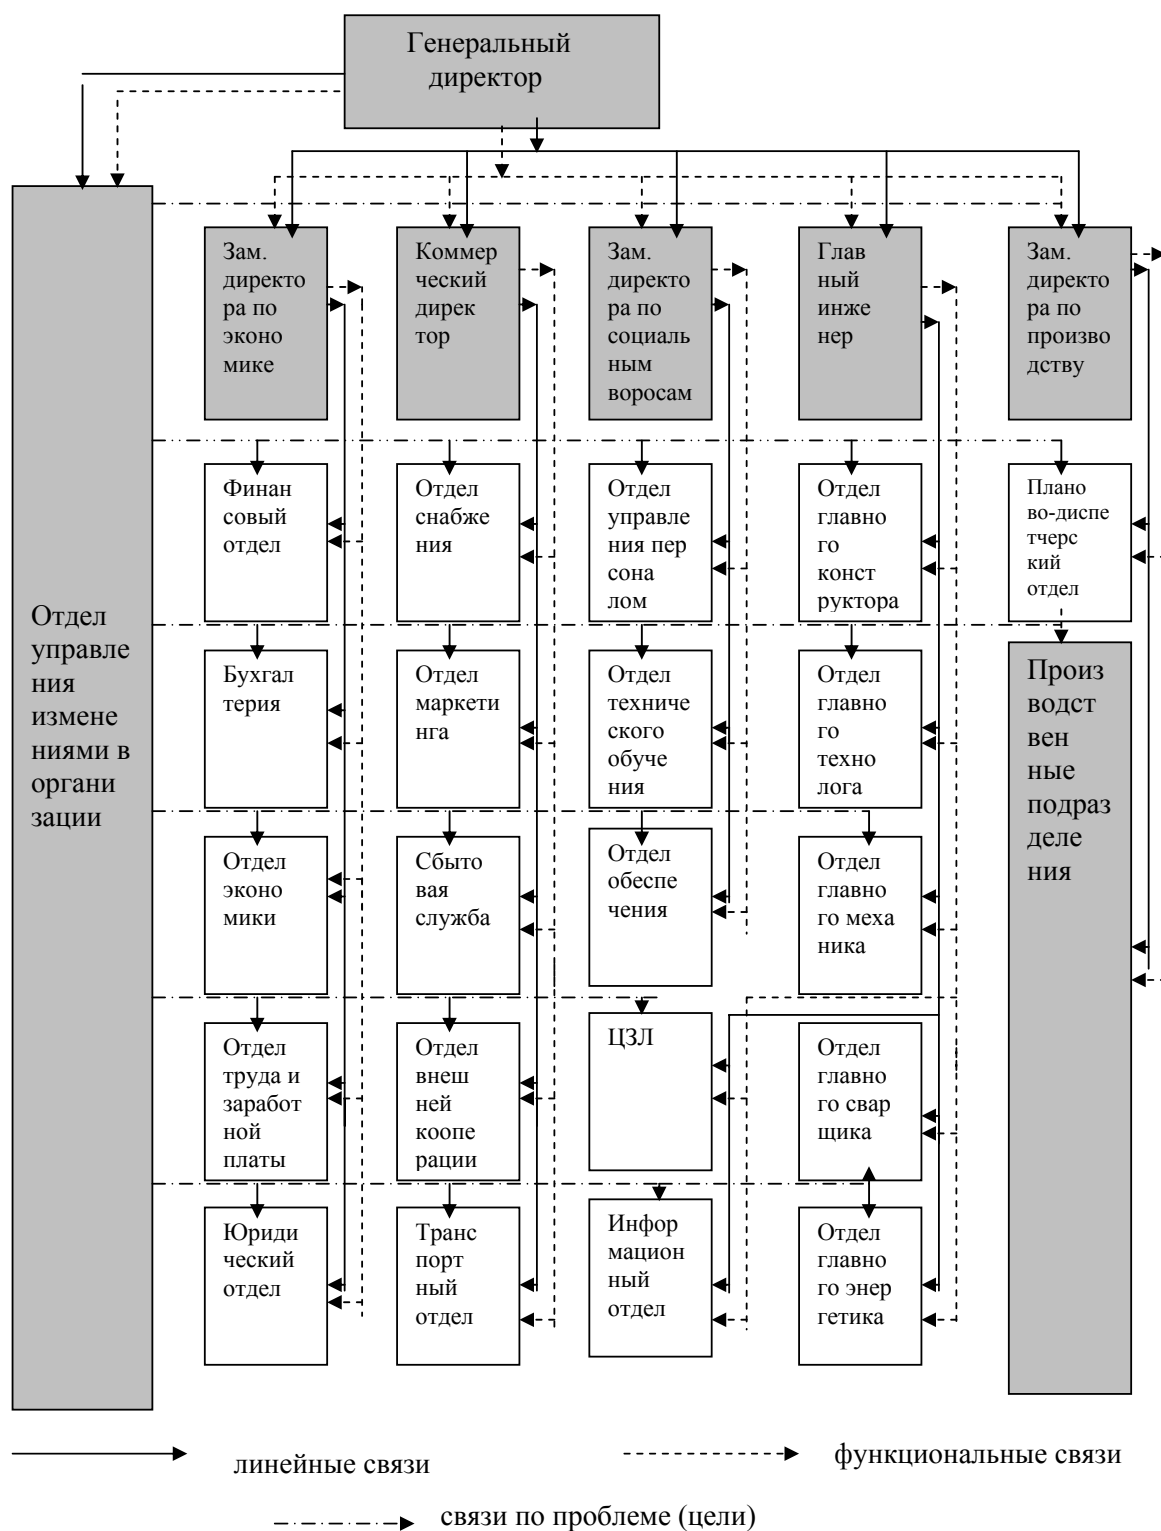 Генеральный
директор
Зам.
директо
ра по
эконо
мике
Коммер
ческий
дирек
тор
Зам.
директо
ра по
социаль
ным
воросам
Глав
ный
инже
нер
Зам.
директо
ра по
произво
дству
Отдел
управле
ния
измене
ниями в
органи
зации
Финан
совый
отдел
Отдел
снабже
ния
Отдел
управле
ния пер
сона
лом
Отдел
главно
го
конст
руктора
Плано
во-диспе
тчерс
кий
отдел
Бухгал
терия
Отдел
маркети
нга
Отдел
техниче
ского
обуче
ния
Отдел
главно
го
техно
лога
Произ
водст
вен
ные
подраз
деле
ния
Отдел
эконо
мики
Сбыто
вая
служба
Отдел
обеспе
чения
Отдел
главно
го меха
ника
Отдел
труда и
заработ
ной
платы
Отдел
внеш
ней
коопе
рации
ЦЗЛ
Отдел
главно
го свар
щика
Юриди
ческий
отдел
Транс
порт
ный
отдел
Инфор
мацион
ный
отдел
Отдел
главно
го энер
гетика
линейные связи
функциональные связи
связи по проблеме (цели)